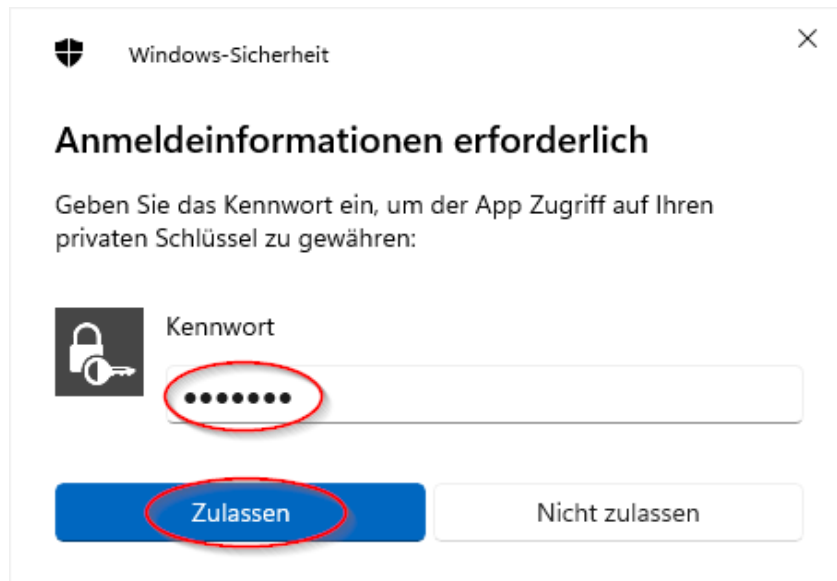 Windows-Sicherheit
Anmeldeinformationen erforderlich
Geben Sie das Kennwort ein, um der App Zugriff auf Ihren
privaten Schlüssel zu gewähren:
Kennwort
•••••••
Zulassen
Nicht zulassen